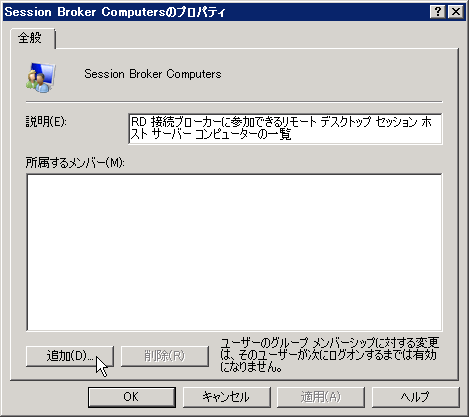 Session Broker Computersのプロパティ
全般
Session Broker Computers
説明(E):
RD 接続ブローカーに参加できるリモート デスクトップ セッション ホ
スト サーバー コンピューターの一覧
所属するメンバー(M):
追加(D)...
削除(R)
ユーザーのグループ メンバーシップに対する変更
は、そのユーザーが次にログオンするまでは有効
になりません。
OK
キャンセル
適用(A)
ヘルプ